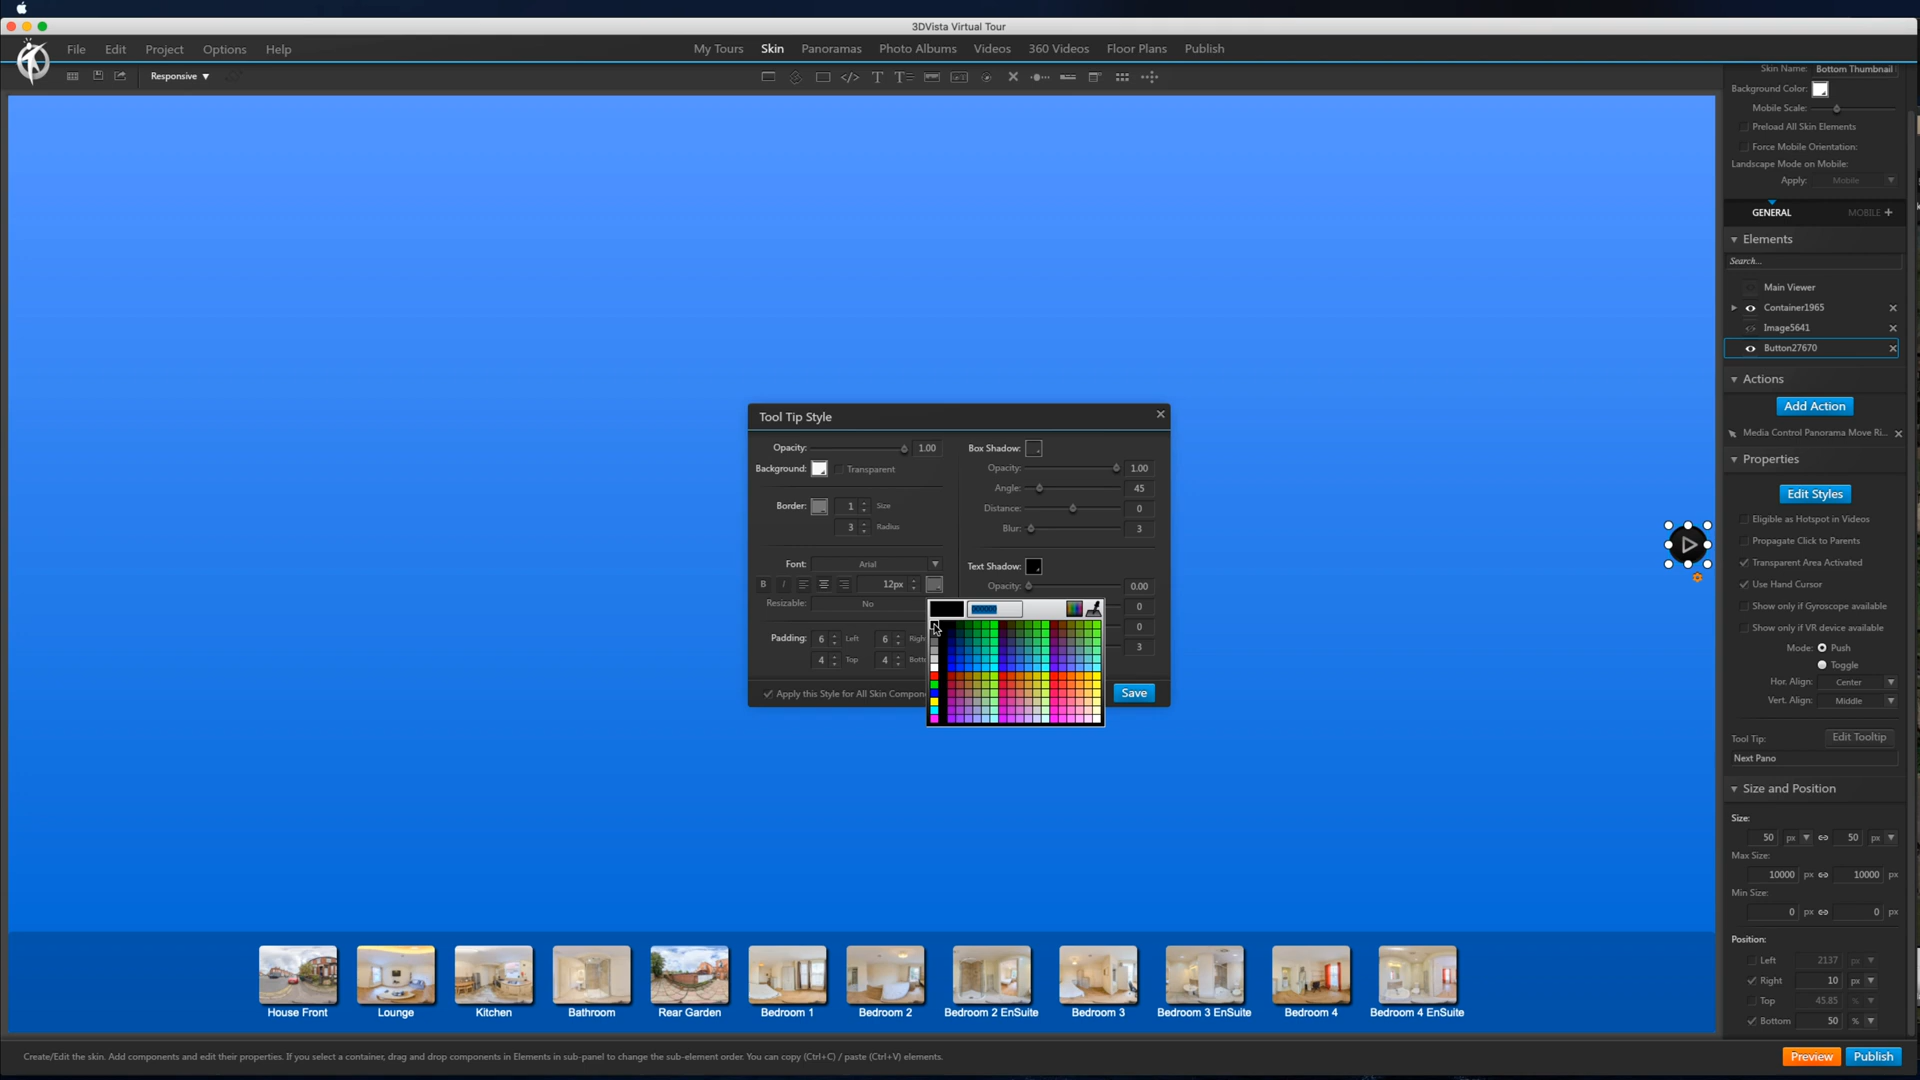 3DVista Virtual Tour
File Edit Project Options Help
My Tours Skin Panoramas Photo Albums Videos 360 Videos Floor Plans Publish
Responsive
Skin Name: Bottom Thumbnail
Background Color:
Mobile Scale:
Preload All Skin Elements
Force Mobile Orientation:
Landscape Mode on Mobile:
Apply: Mobile
GENERAL MOBILE
Elements
Search...
Main Viewer
Container1965
Image5641
Button27670
Actions
Add Action
Media Control Panorama Move Ri...
Properties
Edit Styles
Eligible as Hotspot in Videos
Propagate Click to Parents
Transparent Area Activated
Use Hand Cursor
Show only if Gyroscope available
Show only if VR device available
Mode: Push
Toggle
Hor. Align: Center
Vert. Align: Middle
Tool Tip: Edit Tooltip
Next Pano
Size and Position
Size:
50 px 50 px
Max Size:
10000 px 10000 px
Min Size:
0 px 0 px
Position:
Left 2137 px
Right 10 px
Top 45.85 %
Bottom 50 %
Tool Tip Style
Opacity: 1.00
Background: Transparent
Border: 1 Size
3 Radius
Font: Arial
B I 12px
Resizable: No
Padding: 6 Left 6 Righ
4 Top 4 Bott
Apply this Style for All Skin Compon
Box Shadow:
Opacity: 1.00
Angle: 45
Distance: 0
Blur: 3
Text Shadow:
Opacity: 0.00
0
0
3
000000
Save
House Front Lounge Kitchen Bathroom Rear Garden Bedroom 1 Bedroom 2 Bedroom 2 EnSuite Bedroom 3 Bedroom 3 EnSuite Bedroom 4 Bedroom 4 EnSuite
Create/Edit the skin. Add components and edit their properties. If you select a container, drag and drop components in Elements in sub-panel to change the sub-element order. You can copy (Ctrl+C) / paste (Ctrl+V) elements.
Preview Publish